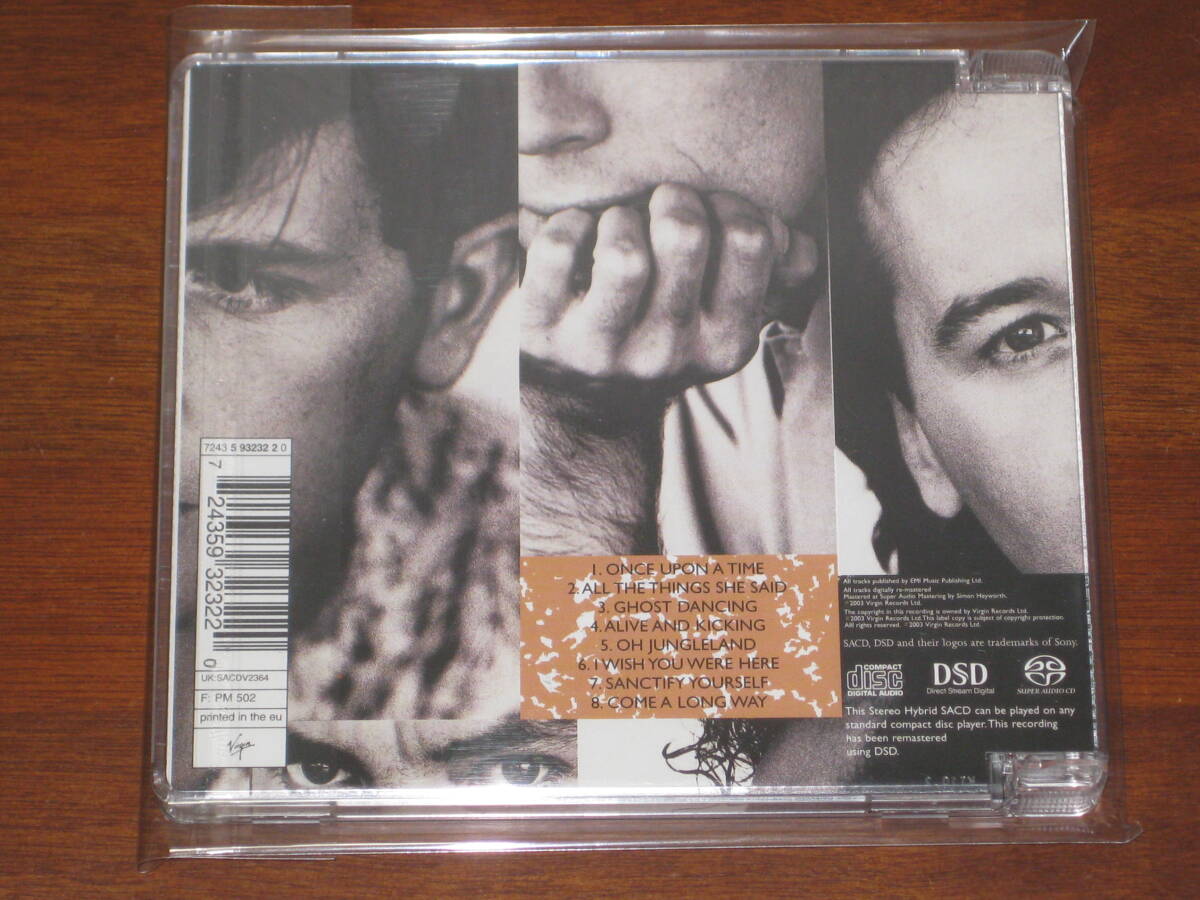 7243 5 93232 2 0
7 24359 32322 0
UK:SACDV2364
F: PM 502
printed in the eu
Virgin
1. ONCE UPON A TIME
2. ALL THE THINGS SHE SAID
3. GHOST DANCING
4. ALIVE AND KICKING
5. OH JUNGLELAND
6. I WISH YOU WERE HERE
7. SANCTIFY YOURSELF
8. COME A LONG WAY
All tracks published by EMI Music Publishing Ltd.
All tracks digitally re-mastered
Mastered at Super Audio Mastering by Simon Heyworth.
℗2003 Virgin Records Ltd.
The copyright in this recording is owned by Virgin Records Ltd.
©2003 Virgin Records Ltd. This label copy is subject of copyright protection.
All rights reserved. ©2003 Virgin Records Ltd.
SACD, DSD and their logos are trademarks of Sony.
COMPACT
disc
DIGITAL AUDIO
DSD
Direct Stream Digital
SUPER AUDIO CD
This Stereo Hybrid SACD can be played on any
standard compact disc player. This recording
has been remastered
using DSD.